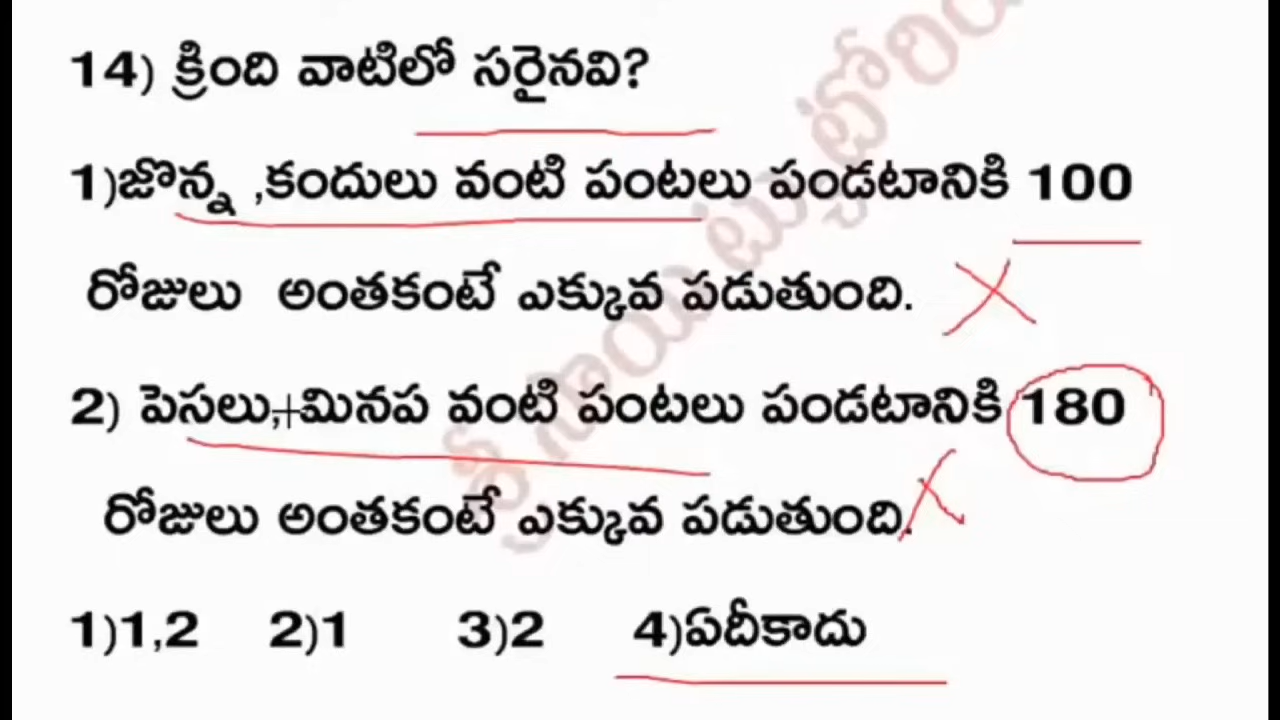 14) క్రింది వాటిలో సరైనవి?
1)జొన్న ,కందులు వంటి పంటలు పండటానికి 100
రోజులు అంతకంటే ఎక్కువ పడుతుంది.
2) పెసలు,+మినప వంటి పంటలు పండటానికి 180
రోజులు అంతకంటే ఎక్కువ పడుతుంది.
1)1,2 2)1 3)2 4)ఏదీకాదు